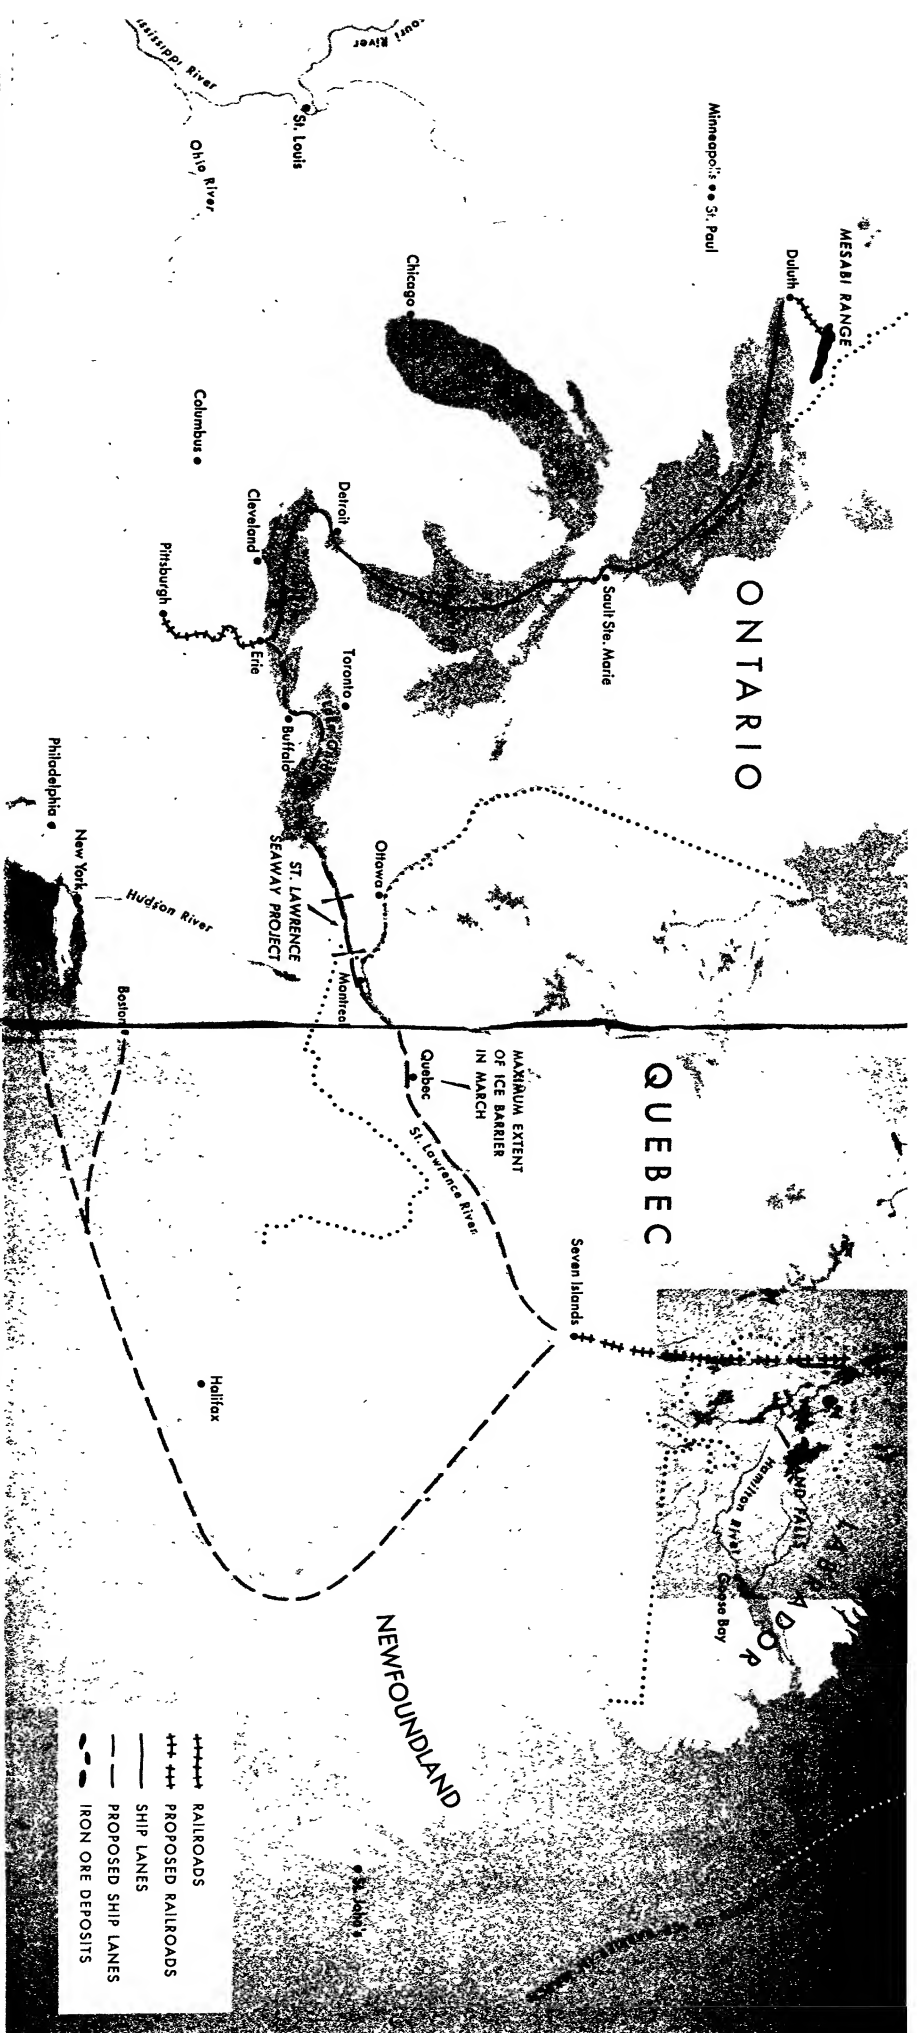 MESABI RANGE
Duluth
Minneapolis
St. Paul
River
Mississippi River
St. Louis
Ohio River
Chicago
ONTARIO
Sault Ste. Marie
Detroit
Columbus
Cleveland
Pittsburgh
Erie
Toronto
Buffalo
Ottawa
ST. LAWRENCE
SEAWAY PROJECT
Montreal
Philadelphia
New York
Hudson River
Boston
QUEBEC
MAXIMUM EXTENT
OF ICE BARRIER
IN MARCH
Quebec
St. Lawrence River
Seven Islands
Halifax
LABRADOR
FALLS
Hamilton River
Goose Bay
NEWFOUNDLAND
RAILROADS
PROPOSED RAILROADS
SHIP LANES
PROPOSED SHIP LANES
IRON ORE DEPOSITS